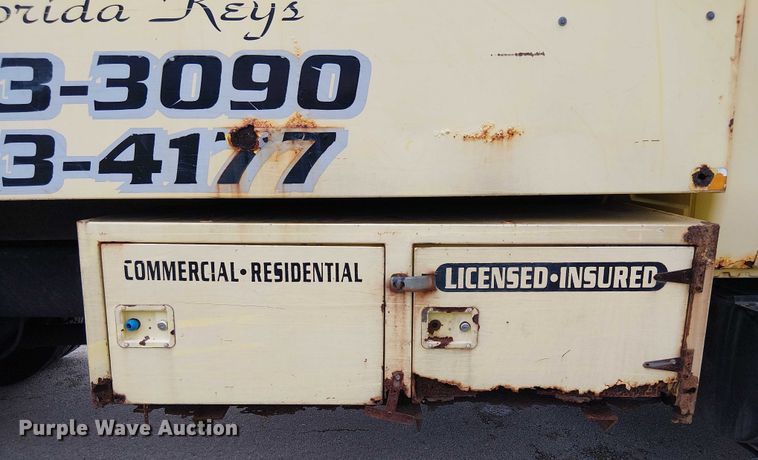 orida Keys
3-3090
3-4177
COMMERCIAL•RESIDENTIAL
LICENSED•INSURED
Purple Wave Auction